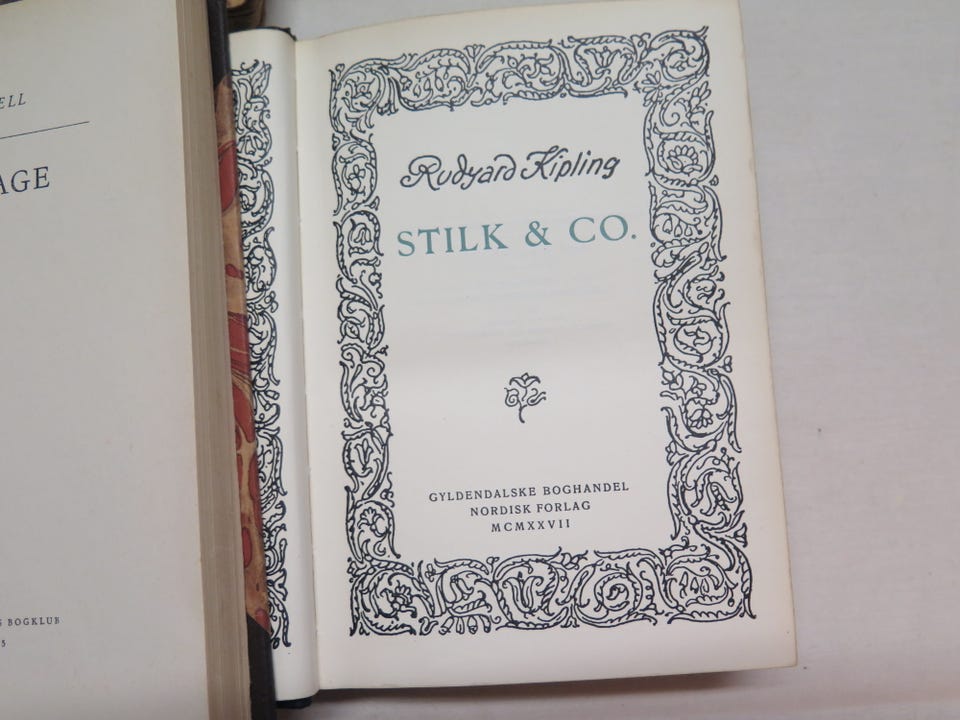 ELL
AGE
BOGKLUB
Rudyard Kipling
STILK & CO.
GYLDENDALSKE BOGHANDEL
NORDISK FORLAG
MCMXXVII